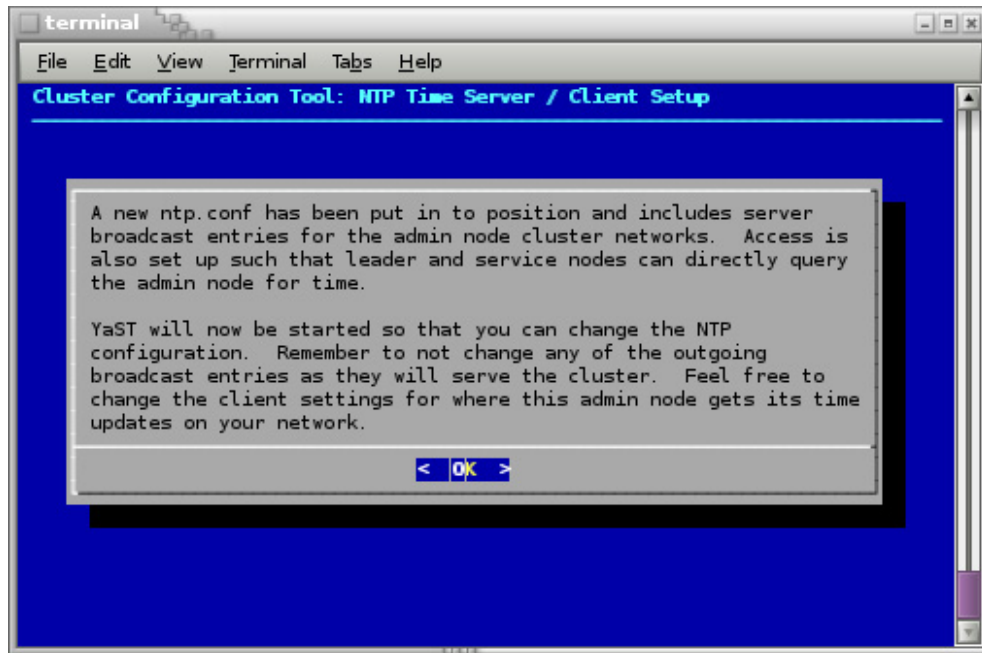 terminal
File Edit View Terminal Tabs Help
Cluster Configuration Tool: NTP Time Server / Client Setup
A new ntp.conf has been put in to position and includes server
broadcast entries for the admin node cluster networks.  Access is
also set up such that leader and service nodes can directly query
the admin node for time.
YaST will now be started so that you can change the NTP
configuration.  Remember to not change any of the outgoing
broadcast entries as they will serve the cluster.  Feel free to
change the client settings for where this admin node gets its time
updates on your network.
<  OK  >